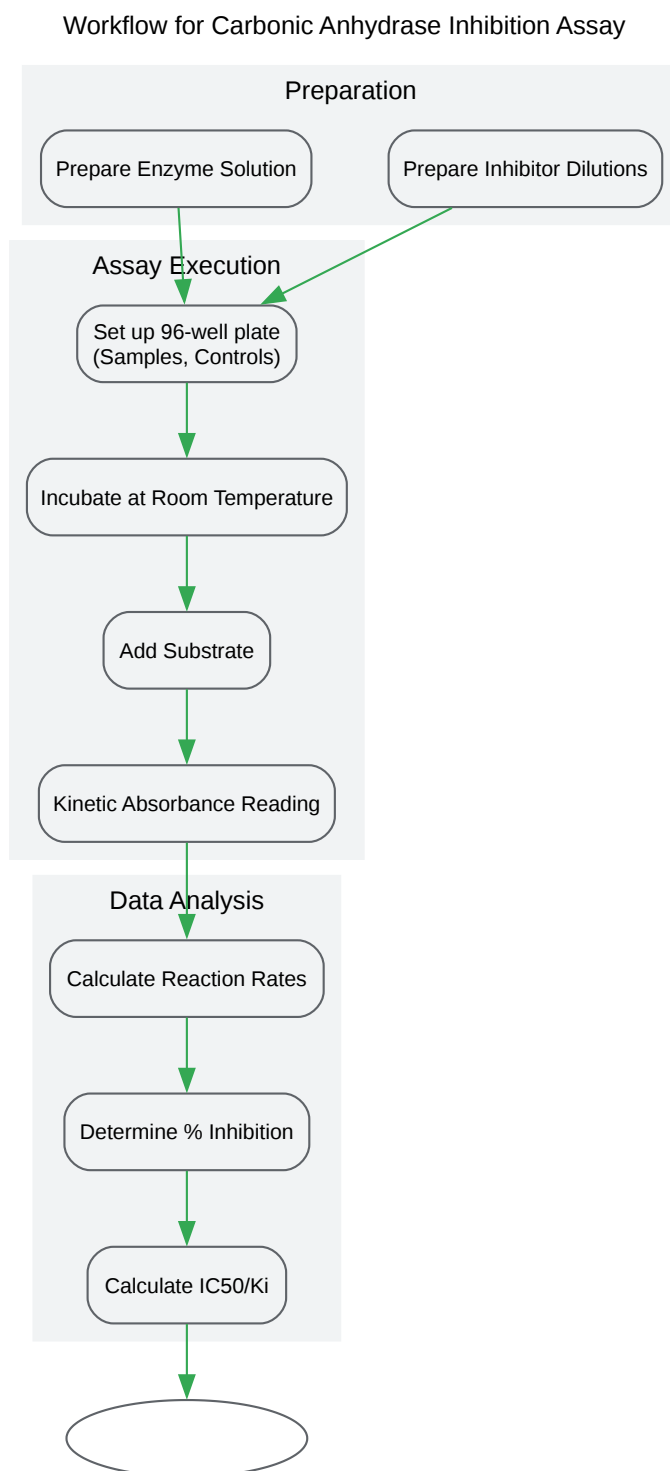 Workflow for Carbonic Anhydrase Inhibition Assay
Preparation
Prepare Enzyme Solution
Prepare Inhibitor Dilutions
Assay Execution
Set up 96-well plate
(Samples, Controls)
Incubate at Room Temperature
Add Substrate
Kinetic Absorbance Reading
Data Analysis
Calculate Reaction Rates
Determine % Inhibition
Calculate IC50/Ki